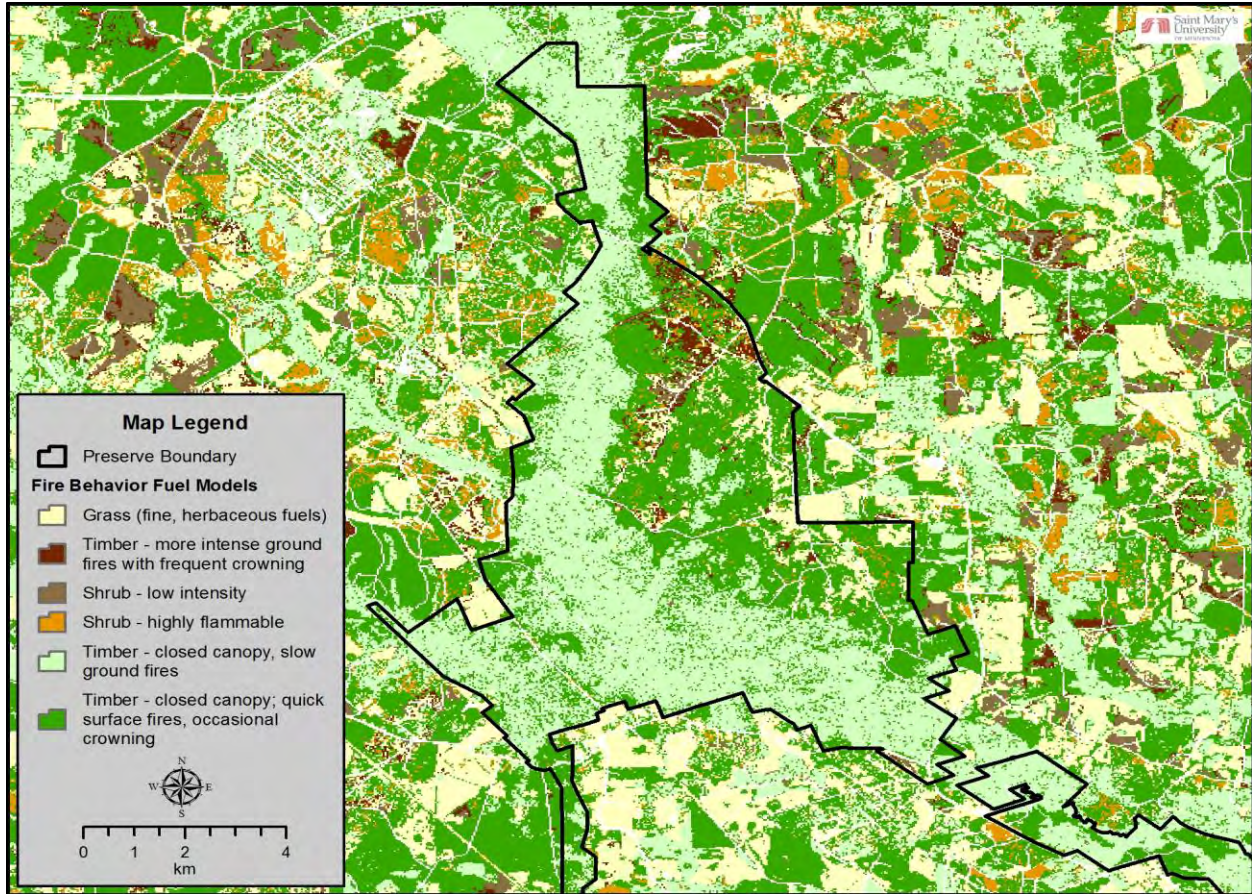 Saint Mary's
University
OF MINNESOTA
Map Legend
Preserve Boundary
Fire Behavior Fuel Models
Grass (fine, herbaceous fuels)
Timber - more intense ground
fires with frequent crowning
Shrub - low intensity
Shrub - highly flammable
Timber - closed canopy, slow
ground fires
Timber - closed canopy; quick
surface fires, occasional
crowning
N
W E
S
0 1 2 4
km